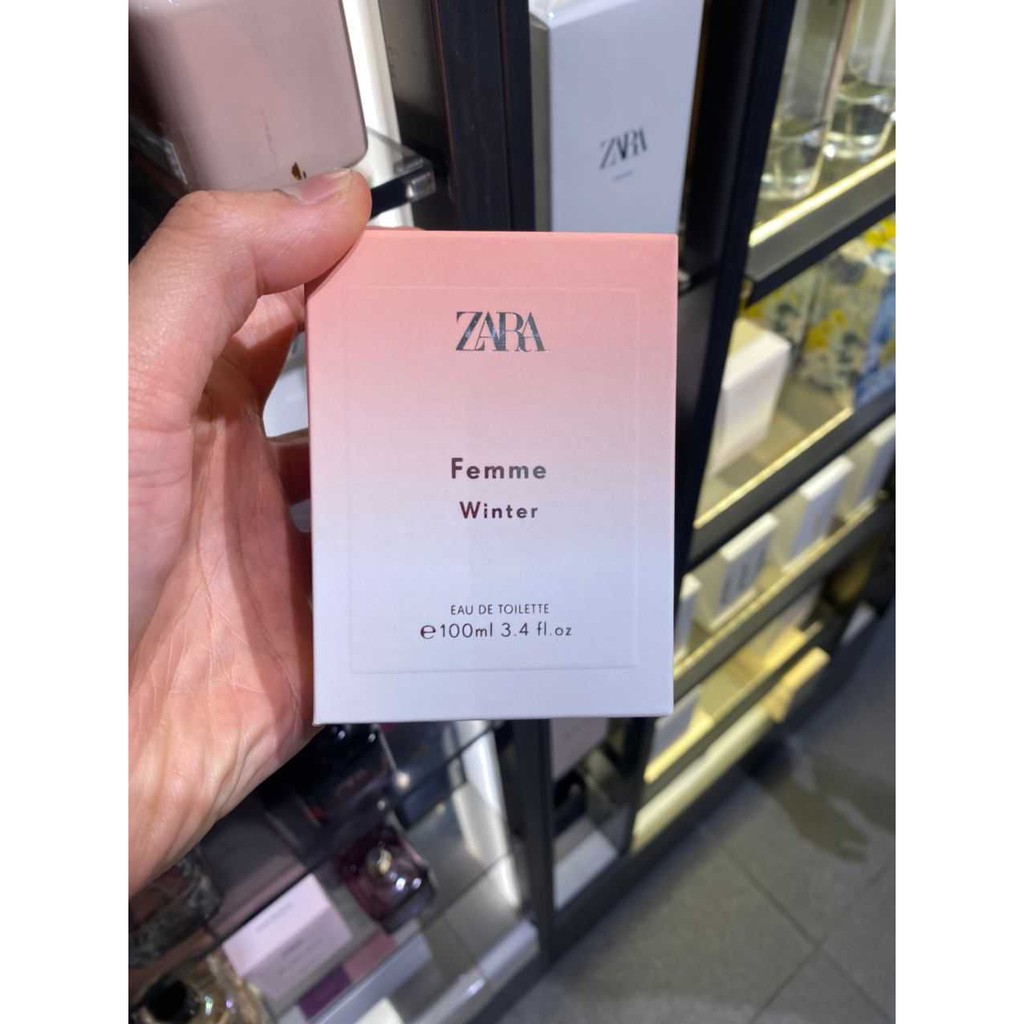 ZARA
ZARA
Femme
Winter
EAU DE TOILETTE
℮100ml 3.4 fl.oz